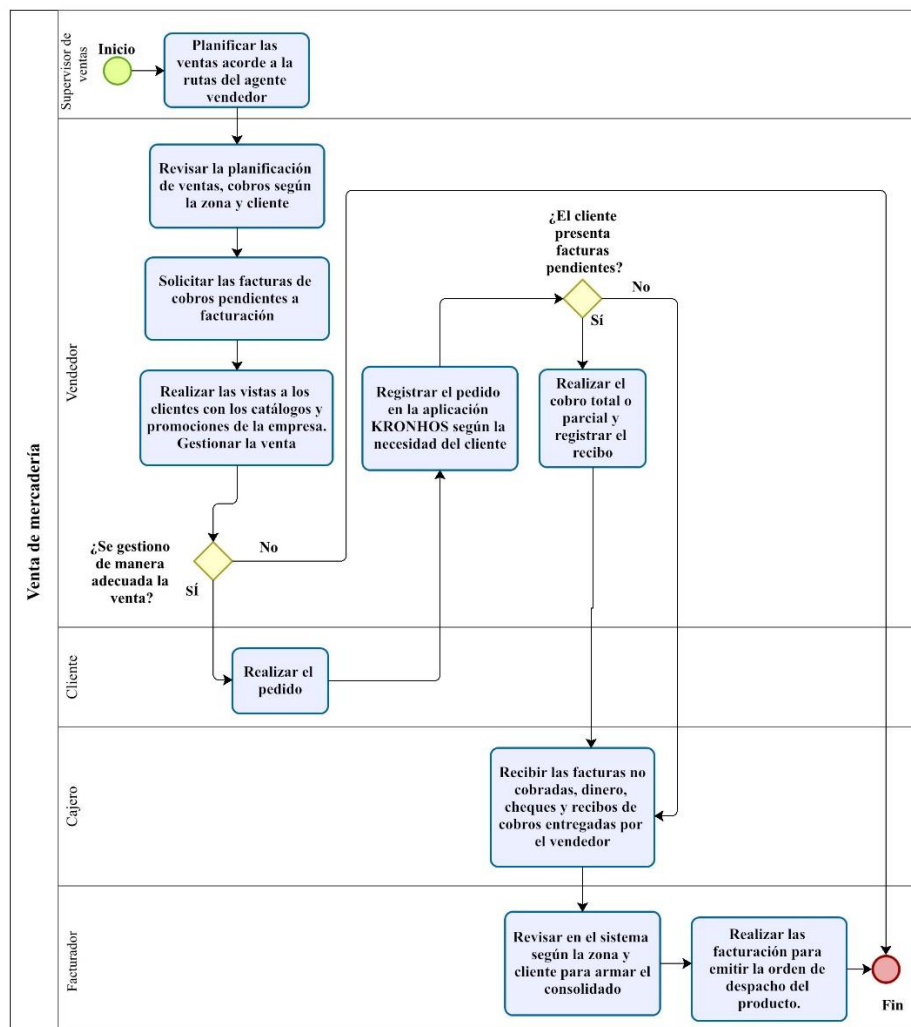 Venta de mercadería
Supervisor de
ventas
Inicio
Planificar las
ventas acorde a la
rutas del agente
vendedor
Vendedor
Revisar la planificación
de ventas, cobros según
la zona y cliente
Solicitar las facturas de
cobros pendientes a
facturación
Realizar las vistas a los
clientes con los catálogos y
promociones de la empresa.
Gestionar la venta
¿Se gestiono
de manera
adecuada la
venta?
No
SÍ
Registrar el pedido
en la aplicación
KRONHOS según la
necesidad del cliente
¿El cliente
presenta
facturas
pendientes?
No
Sí
Realizar el
cobro total o
parcial y
registrar el
recibo
Cliente
Realizar el
pedido
Cajero
Recibir las facturas no
cobradas, dinero,
cheques y recibos de
cobros entregadas por
el vendedor
Facturador
Revisar en el sistema
según la zona y
cliente para armar el
consolidado
Realizar las
facturación para
emitir la orden de
despacho del
producto.
Fin